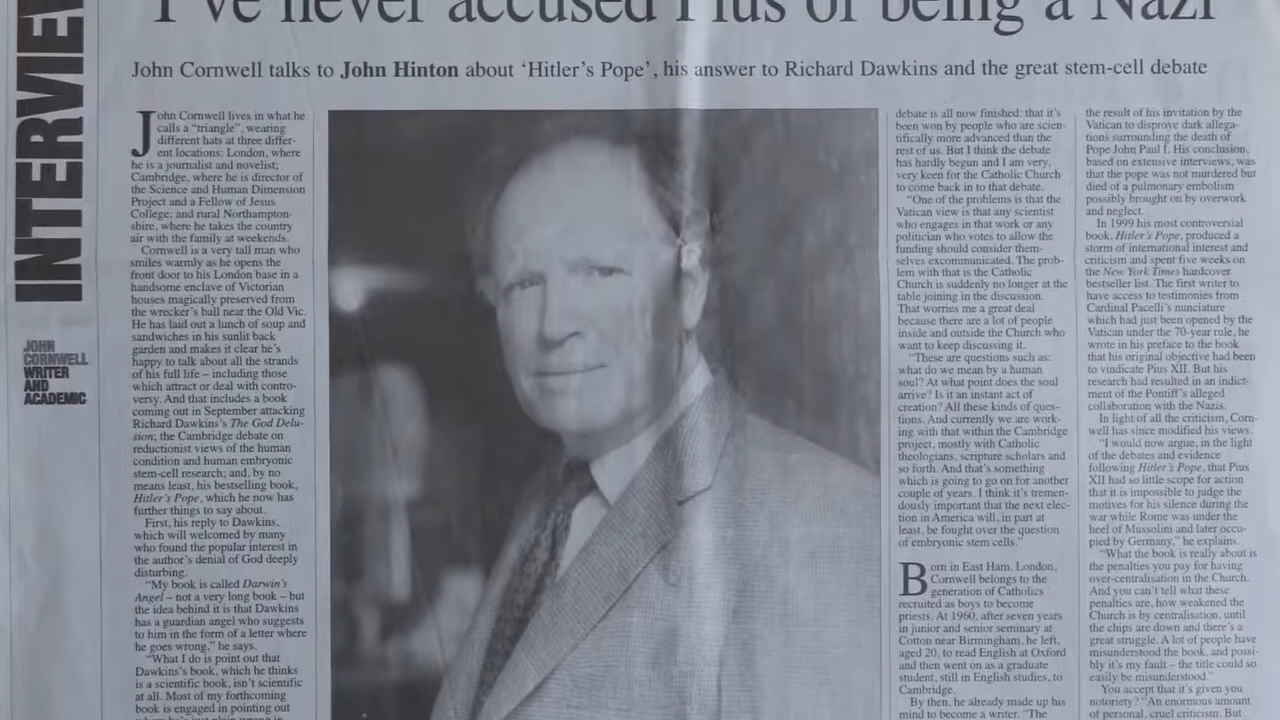 I've never accused Pius of being a Nazi
John Cornwell talks to John Hinton about 'Hitler's Pope', his answer to Richard Dawkins and the great stem-cell debate
INTERVIEW
JOHN
CORNWELL
WRITER
AND
ACADEMIC
John Cornwell lives in what he
calls a "triangle", wearing
different hats at three differ-
ent locations: London, where
he is a journalist and novelist;
Cambridge, where he is director of
the Science and Human Dimension
Project and a Fellow of Jesus
College; and rural Northampton-
shire, where he takes the country
air with the family at weekends.
Cornwell is a very tall man who
smiles warmly as he opens the
front door to his London base in a
handsome enclave of Victorian
houses magically preserved from
the wrecker's ball near the Old Vic.
He has laid out a lunch of soup and
sandwiches in his sunlit back
garden and makes it clear he's
happy to talk about all the strands
of his full life – including those
which attract or deal with contro-
versy. And that includes a book
coming out in September attacking
Richard Dawkins's The God Delu-
sion; the Cambridge debate on
reductionist views of the human
condition and human embryonic
stem-cell research; and, by no
means least, his bestselling book,
Hitler's Pope, which he now has
further things to say about.
First, his reply to Dawkins,
which will welcomed by many
who found the popular interest in
the author's denial of God deeply
disturbing.
"My book is called Darwin's
Angel – not a very long book – but
the idea behind it is that Dawkins
has a guardian angel who suggests
to him in the form of a letter where
he goes wrong," he says.
"What I do is point out that
Dawkins's book, which he thinks
is a scientific book, isn't scientific
at all. Most of my forthcoming
book is engaged in pointing out
where he's just plain wrong in
debate is all now finished: that it's
been won by people who are scien-
tifically more advanced than the
rest of us. But I think the debate
has hardly begun and I am very,
very keen for the Catholic Church
to come back in to that debate.
"One of the problems is that the
Vatican view is that any scientist
who engages in that work or any
politician who votes to allow the
funding should consider them-
selves excommunicated. The prob-
lem with that is the Catholic
Church is suddenly no longer at the
table joining in the discussion.
That worries me a great deal
because there are a lot of people
inside and outside the Church who
want to keep discussing it.
"These are questions such as:
what do we mean by a human
soul? At what point does the soul
arrive? Is it an instant act of
creation? All these kinds of ques-
tions. And currently we are work-
ing with that within the Cambridge
project, mostly with Catholic
theologians, scripture scholars and
so forth. And that's something
which is going to go on for another
couple of years. I think it's tremen-
dously important that the next elec-
tion in America will, in part at
least, be fought over the question
of embryonic stem cells."
Born in East Ham, London,
Cornwell belongs to the
generation of Catholics
recruited as boys to become
priests. At 1960, after seven years
in junior and senior seminary at
Cotton near Birmingham, he left,
aged 20, to read English at Oxford
and then went on as a graduate
student, still in English studies, to
Cambridge.
By then, he already made up his
mind to become a writer. "The
the result of his invitation by the
Vatican to disprove dark allega-
tions surrounding the death of
Pope John Paul I. His conclusion,
based on extensive interviews, was
that the pope was not murdered but
died of a pulmonary embolism
possibly brought on by overwork
and neglect.
In 1999 his most controversial
book, Hitler's Pope, produced a
storm of international interest and
criticism and spent five weeks on
the New York Times hardcover
bestseller list. The first writer to
have access to testimonies from
Cardinal Pacelli's nunciature
which had just been opened by the
Vatican under the 70-year rule, he
wrote in his preface to the book
that his original objective had been
to vindicate Pius XII. But his
research had resulted in an indict-
ment of the Pontiff's alleged
collaboration with the Nazis.
In light of all the criticism, Corn-
well has since modified his views.
"I would now argue, in the light
of the debates and evidence
following Hitler's Pope, that Pius
XII had so little scope for action
that it is impossible to judge the
motives for his silence during the
war while Rome was under the
heel of Mussolini and later occu-
pied by Germany," he explains.
"What the book is really about is
the penalties you pay for having
over-centralisation in the Church.
And you can't tell what these
penalties are, how weakened the
Church is by centralisation, until
the chips are down and there's a
great struggle. A lot of people have
misunderstood the book, and possi-
bly it's my fault – the title could so
easily be misunderstood."
You accept that it's given you
notoriety? "An enormous amount
of personal, cruel criticism. But